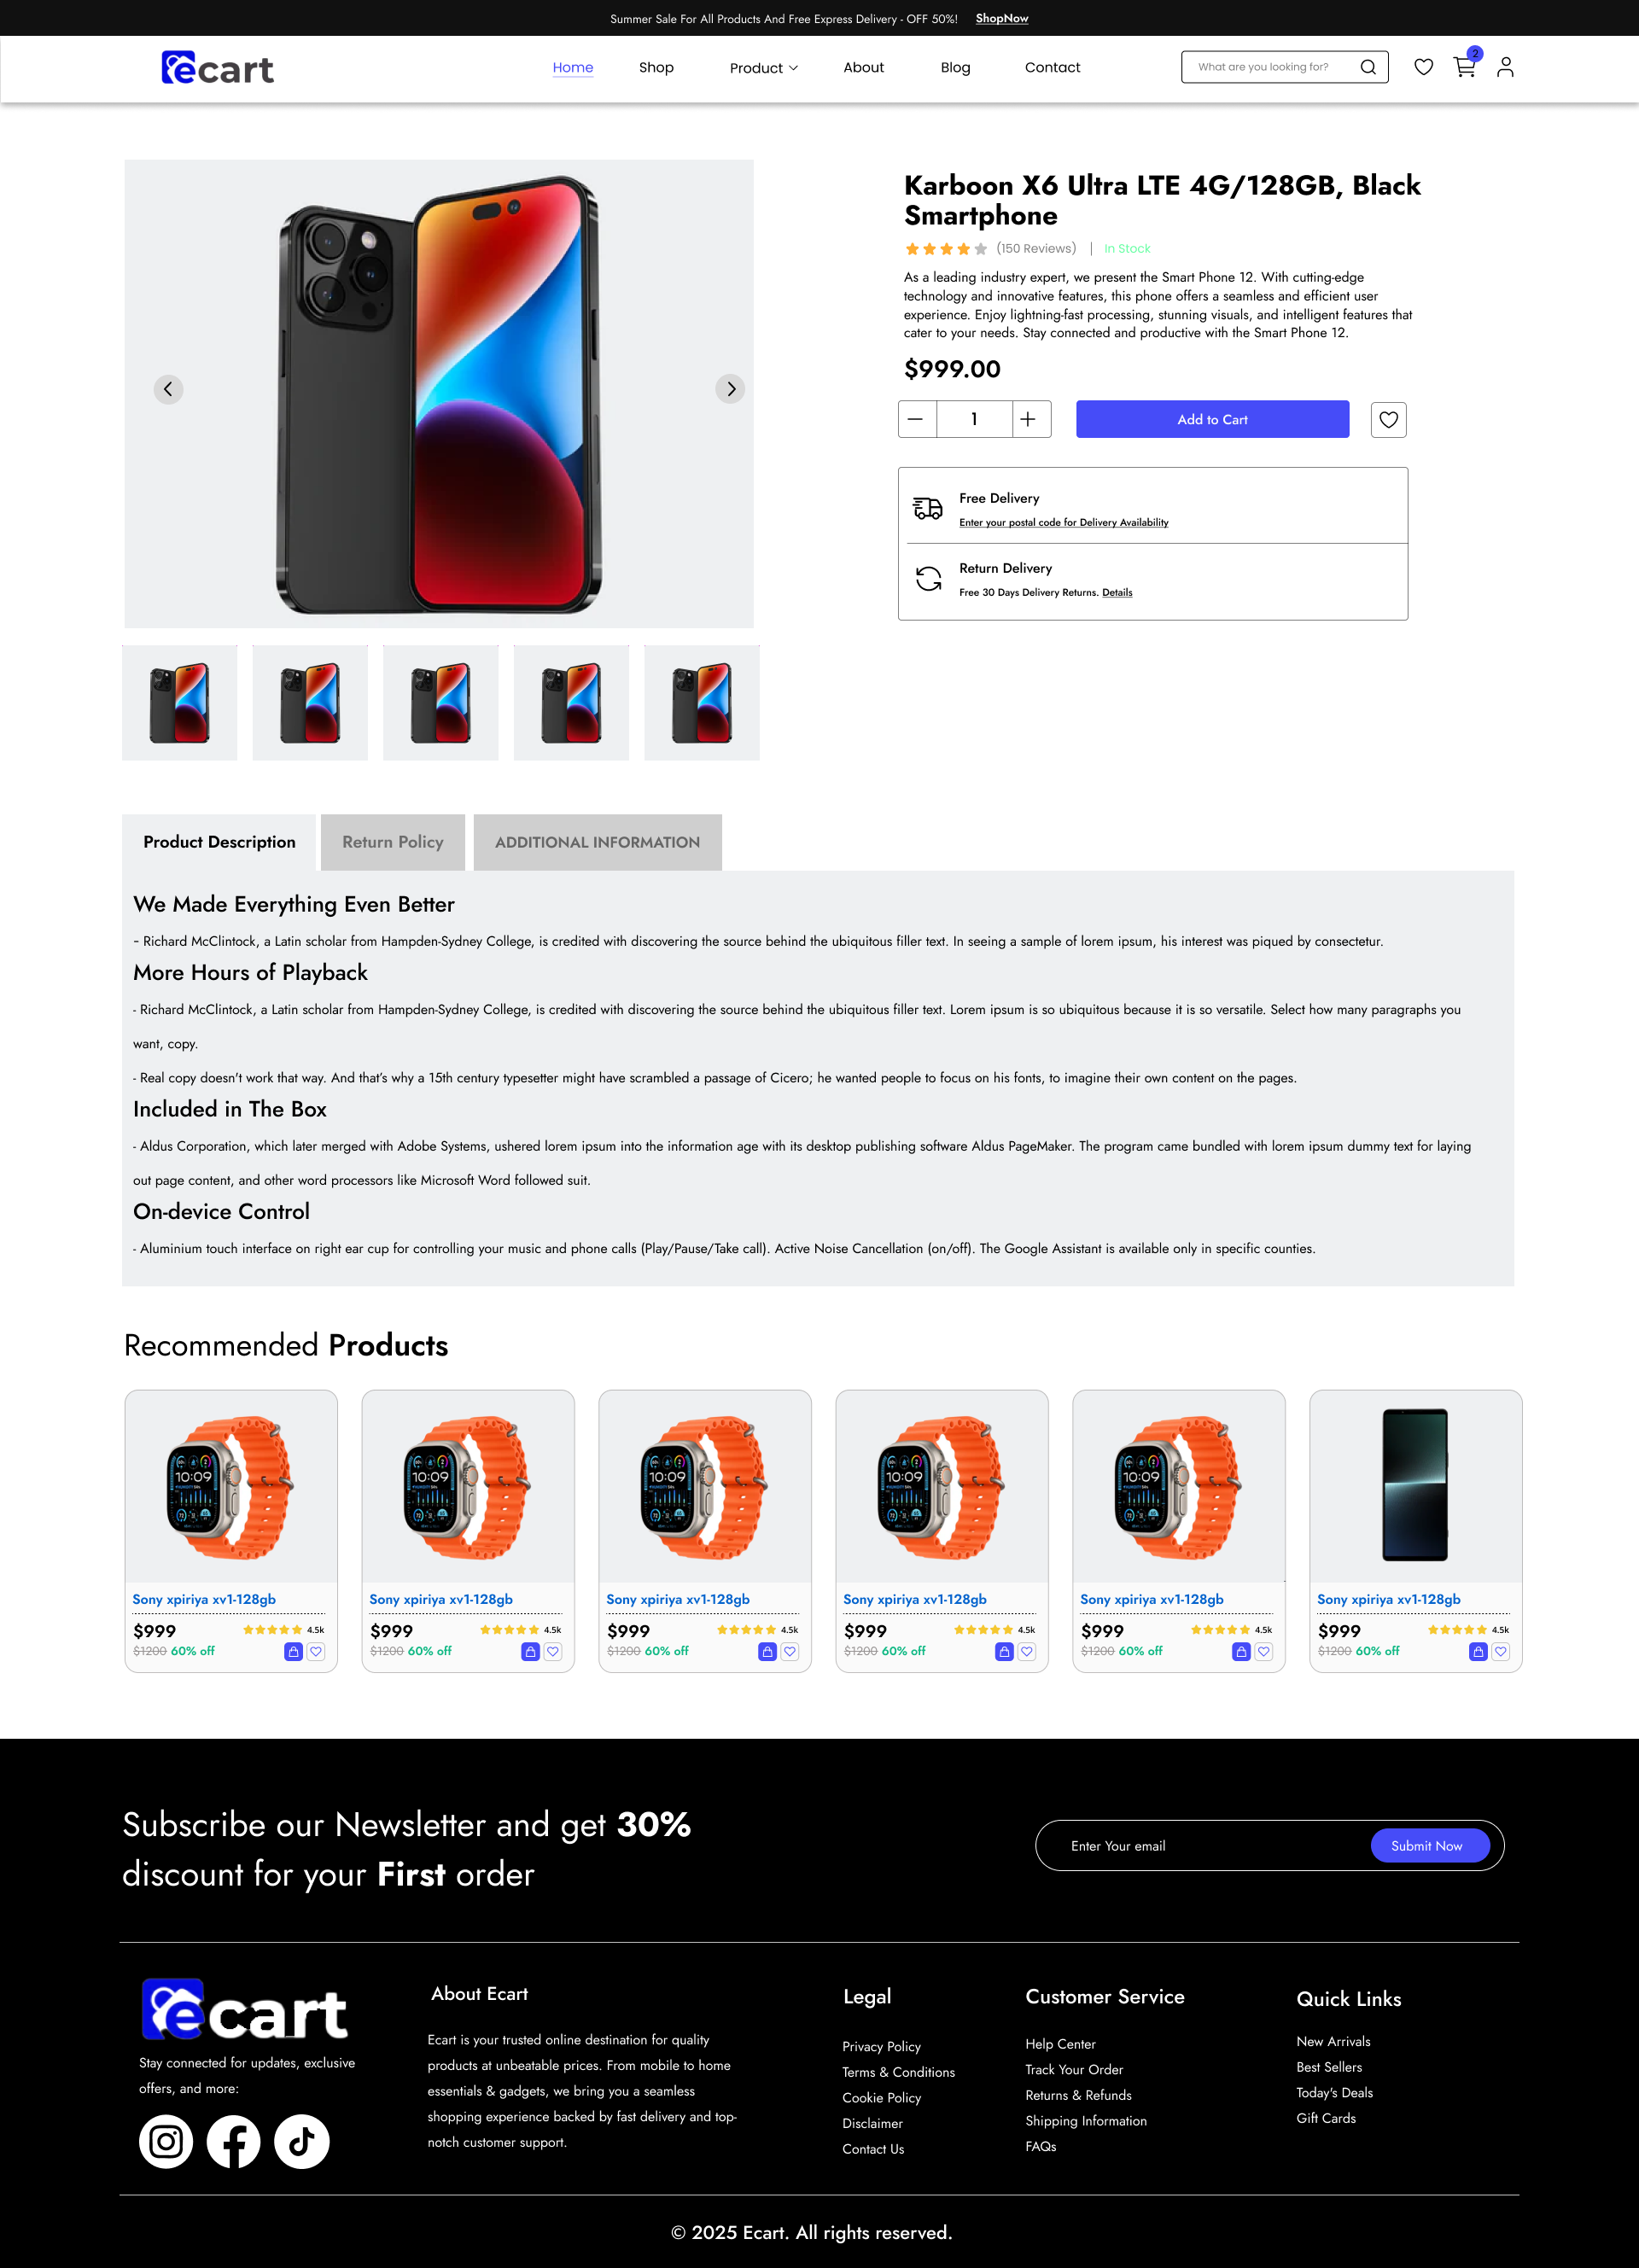 Summer Sale For All Products And Free Express Delivery - OFF 50%! ShopNow
ecart
Home Shop Product About Blog Contact
What are you looking for?
2
Karboon X6 Ultra LTE 4G/128GB, Black
Smartphone
(150 Reviews) | In Stock
As a leading industry expert, we present the Smart Phone 12. With cutting-edge
technology and innovative features, this phone offers a seamless and efficient user
experience. Enjoy lightning-fast processing, stunning visuals, and intelligent features that
cater to your needs. Stay connected and productive with the Smart Phone 12.
$999.00
1
Add to Cart
Free Delivery
Enter your postal code for Delivery Availability
Return Delivery
Free 30 Days Delivery Returns. Details
Product Description
Return Policy
ADDITIONAL INFORMATION
We Made Everything Even Better
- Richard McClintock, a Latin scholar from Hampden-Sydney College, is credited with discovering the source behind the ubiquitous filler text. In seeing a sample of lorem ipsum, his interest was piqued by consectetur.
More Hours of Playback
- Richard McClintock, a Latin scholar from Hampden-Sydney College, is credited with discovering the source behind the ubiquitous filler text. Lorem ipsum is so ubiquitous because it is so versatile. Select how many paragraphs you
want, copy.
- Real copy doesn't work that way. And that's why a 15th century typesetter might have scrambled a passage of Cicero; he wanted people to focus on his fonts, to imagine their own content on the pages.
Included in The Box
- Aldus Corporation, which later merged with Adobe Systems, ushered lorem ipsum into the information age with its desktop publishing software Aldus PageMaker. The program came bundled with lorem ipsum dummy text for laying
out page content, and other word processors like Microsoft Word followed suit.
On-device Control
- Aluminium touch interface on right ear cup for controlling your music and phone calls (Play/Pause/Take call). Active Noise Cancellation (on/off). The Google Assistant is available only in specific counties.
Recommended Products
10:09
Sony xpiriya xv1-128gb
$999 4.5k
$1200 60% off
10:09
Sony xpiriya xv1-128gb
$999 4.5k
$1200 60% off
10:09
Sony xpiriya xv1-128gb
$999 4.5k
$1200 60% off
10:09
Sony xpiriya xv1-128gb
$999 4.5k
$1200 60% off
10:09
Sony xpiriya xv1-128gb
$999 4.5k
$1200 60% off
Sony xpiriya xv1-128gb
$999 4.5k
$1200 60% off
Subscribe our Newsletter and get 30%
discount for your First order
Enter Your email
Submit Now
ecart
Stay connected for updates, exclusive
offers, and more:
About Ecart
Ecart is your trusted online destination for quality
products at unbeatable prices. From mobile to home
essentials & gadgets, we bring you a seamless
shopping experience backed by fast delivery and top-
notch customer support.
Legal
Privacy Policy
Terms & Conditions
Cookie Policy
Disclaimer
Contact Us
Customer Service
Help Center
Track Your Order
Returns & Refunds
Shipping Information
FAQs
Quick Links
New Arrivals
Best Sellers
Today's Deals
Gift Cards
© 2025 Ecart. All rights reserved.